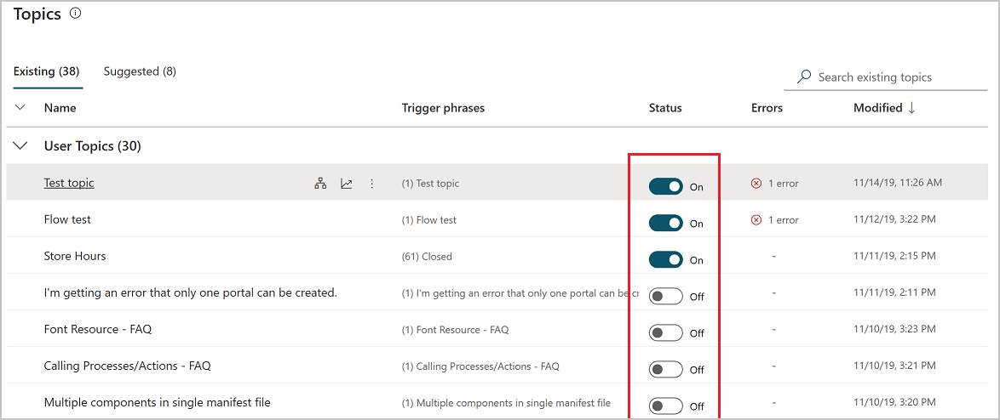 Topics
Existing (38) Suggested (8) Search existing topics
Name Trigger phrases Status Errors Modified
User Topics (30)
Test topic (1) Test topic On 1 error 11/14/19, 11:26 AM
Flow test (1) Flow test On 1 error 11/12/19, 3:22 PM
Store Hours (61) Closed On - 11/11/19, 2:15 PM
I'm getting an error that only one portal can be created. (1) I'm getting an error that only one portal can be cr Off - 11/11/19, 2:11 PM
Font Resource - FAQ (1) Font Resource - FAQ Off - 11/10/19, 3:23 PM
Calling Processes/Actions - FAQ (1) Calling Processes/Actions - FAQ Off - 11/10/19, 3:21 PM
Multiple components in single manifest file (1) Multiple components in single manifest file Off - 11/10/19, 3:20 PM